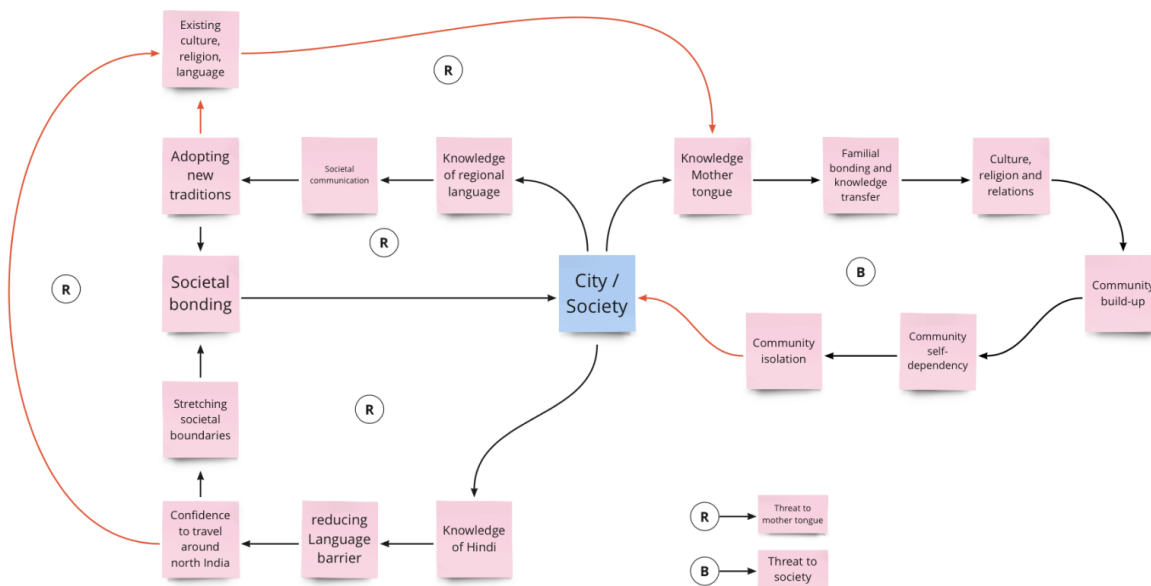 Existing
culture,
religion,
language
R
Adopting
new
traditions
Societal
communication
Knowledge
of regional
language
Knowledge
Mother
tongue
Familial
bonding and
knowledge
transfer
Culture,
religion and
relations
R
R
B
Societal
bonding
City /
Society
Community
build-up
Community
isolation
Community
self-
dependency
Stretching
societal
boundaries
R
Confidence
to travel
around
north India
reducing
Language
barrier
Knowledge
of Hindi
R
Threat to
mother tongue
B
Threat to
society